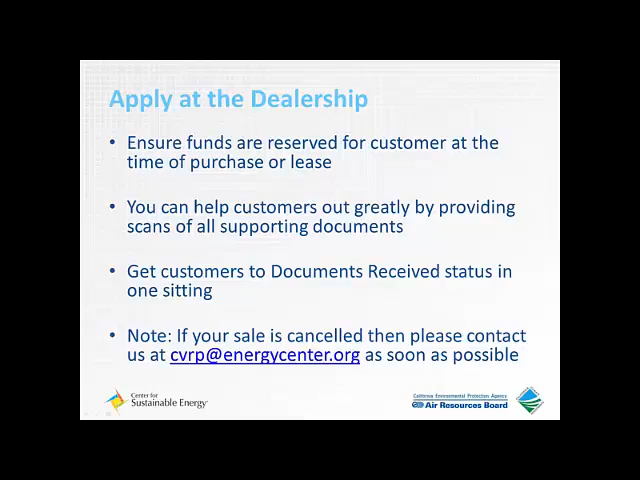 Apply at the Dealership
• Ensure funds are reserved for customer at the
time of purchase or lease
• You can help customers out greatly by providing
scans of all supporting documents
• Get customers to Documents Received status in
one sitting
• Note: If your sale is cancelled then please contact
us at cvrp@energycenter.org as soon as possible
Center for
Sustainable Energy
California Environmental Protection Agency
Air Resources Board